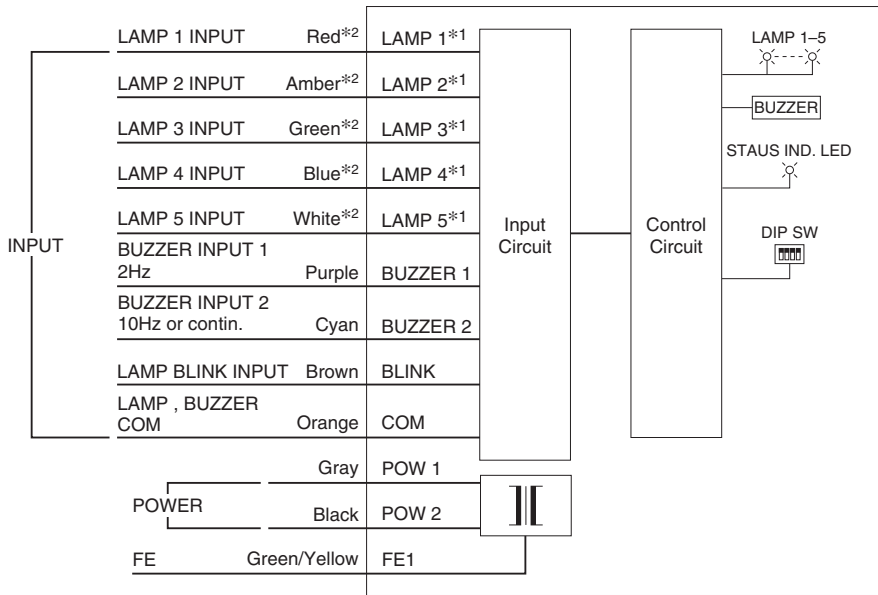 LAMP 1 INPUT Red*2 LAMP 1*1
LAMP 2 INPUT Amber*2 LAMP 2*1
LAMP 3 INPUT Green*2 LAMP 3*1
LAMP 4 INPUT Blue*2 LAMP 4*1
LAMP 5 INPUT White*2 LAMP 5*1
INPUT
BUZZER INPUT 1
2Hz Purple BUZZER 1
BUZZER INPUT 2
10Hz or contin. Cyan BUZZER 2
LAMP BLINK INPUT Brown BLINK
LAMP , BUZZER
COM Orange COM
Gray POW 1
POWER
Black POW 2
FE Green/Yellow FE1
Input
Circuit
Control
Circuit
LAMP 1–5
BUZZER
STAUS IND. LED
DIP SW